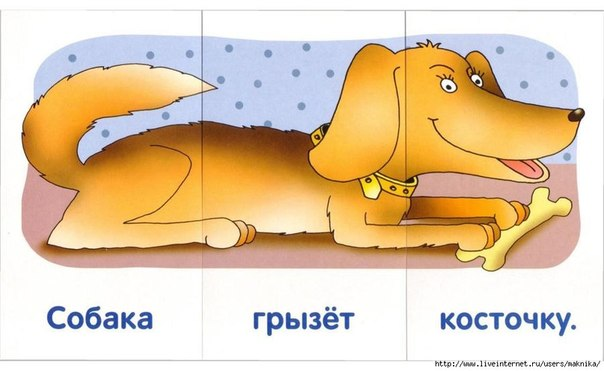 Собака грызёт косточку.
http://www.liveinternet.ru/users/maknika/